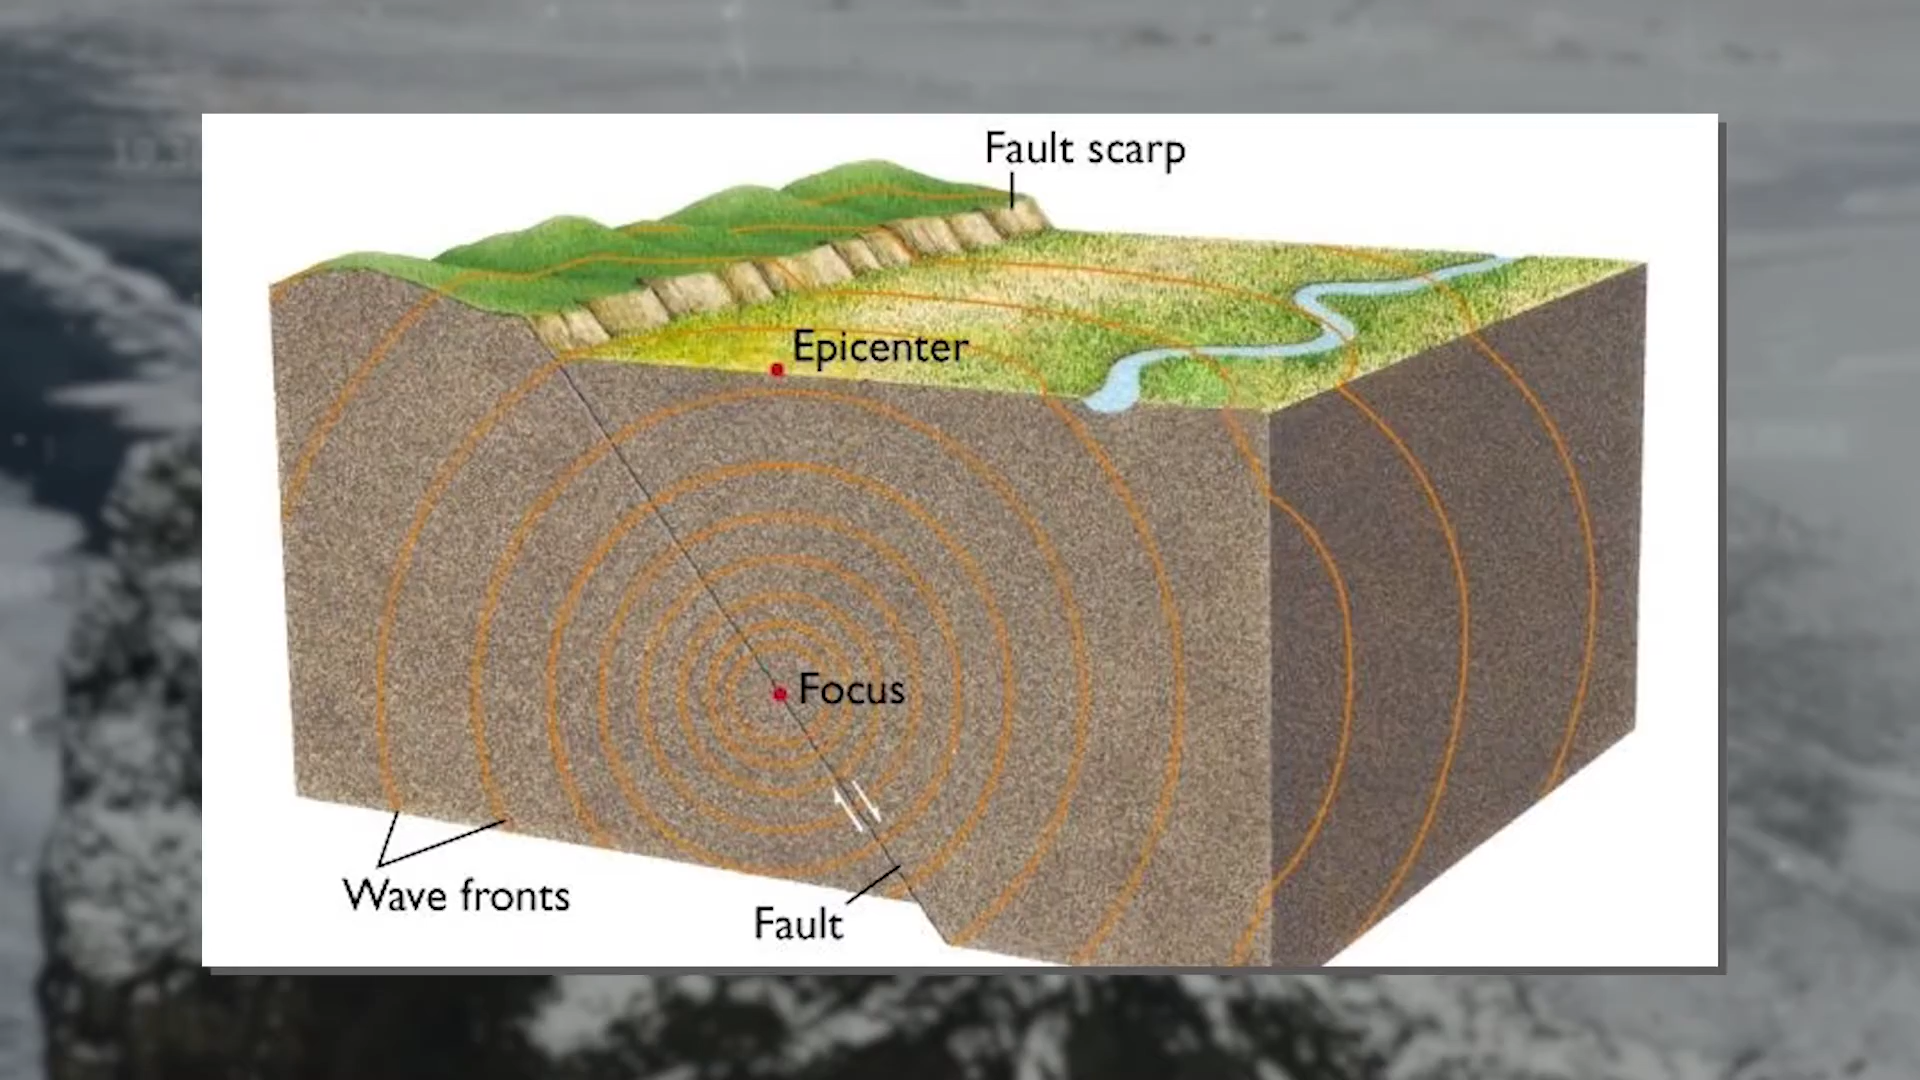 Fault scarp
Epicenter
Focus
Wave fronts
Fault